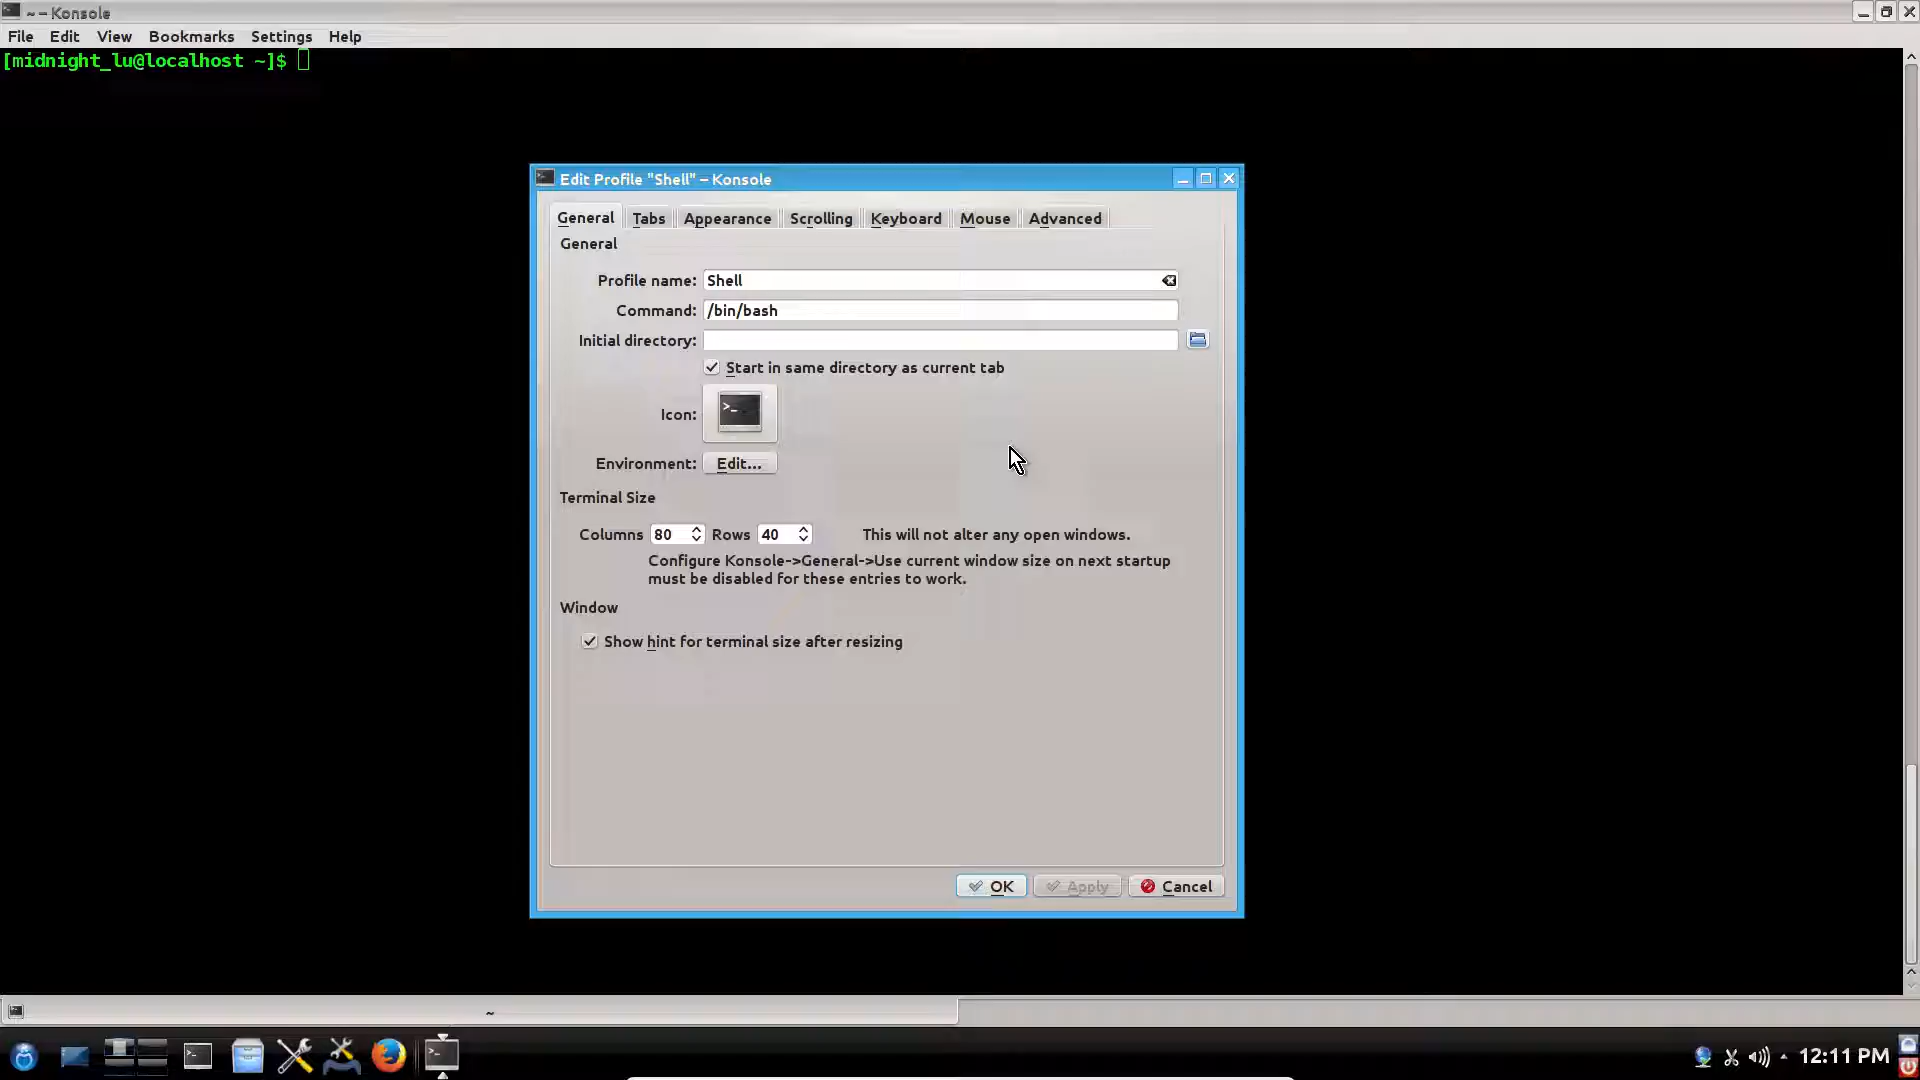 ~ – Konsole
File Edit View Bookmarks Settings Help
[midnight_lu@localhost ~]$
Edit Profile "Shell" – Konsole
General Tabs Appearance Scrolling Keyboard Mouse Advanced
General
Profile name: Shell
Command: /bin/bash
Initial directory:
Start in same directory as current tab
Icon: >_
Environment: Edit...
Terminal Size
Columns 80 Rows 40 This will not alter any open windows.
Configure Konsole->General->Use current window size on next startup
must be disabled for these entries to work.
Window
Show hint for terminal size after resizing
OK Apply Cancel
~
12:11 PM